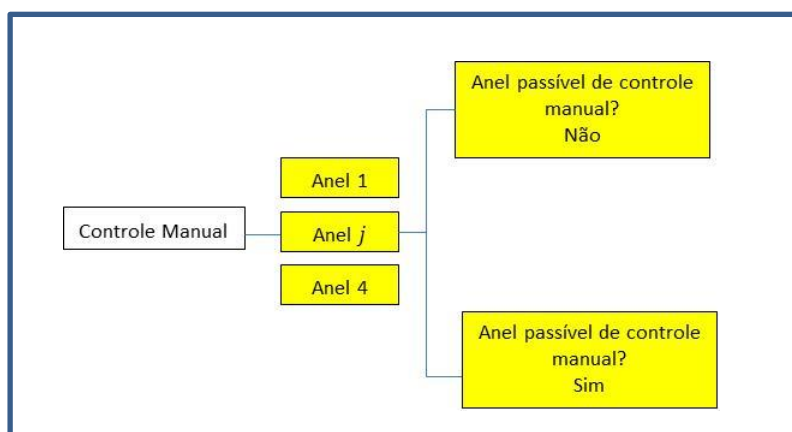 Anel passível de controle
manual?
Não
Anel 1
Controle Manual
Anel j
Anel 4
Anel passível de controle
manual?
Sim